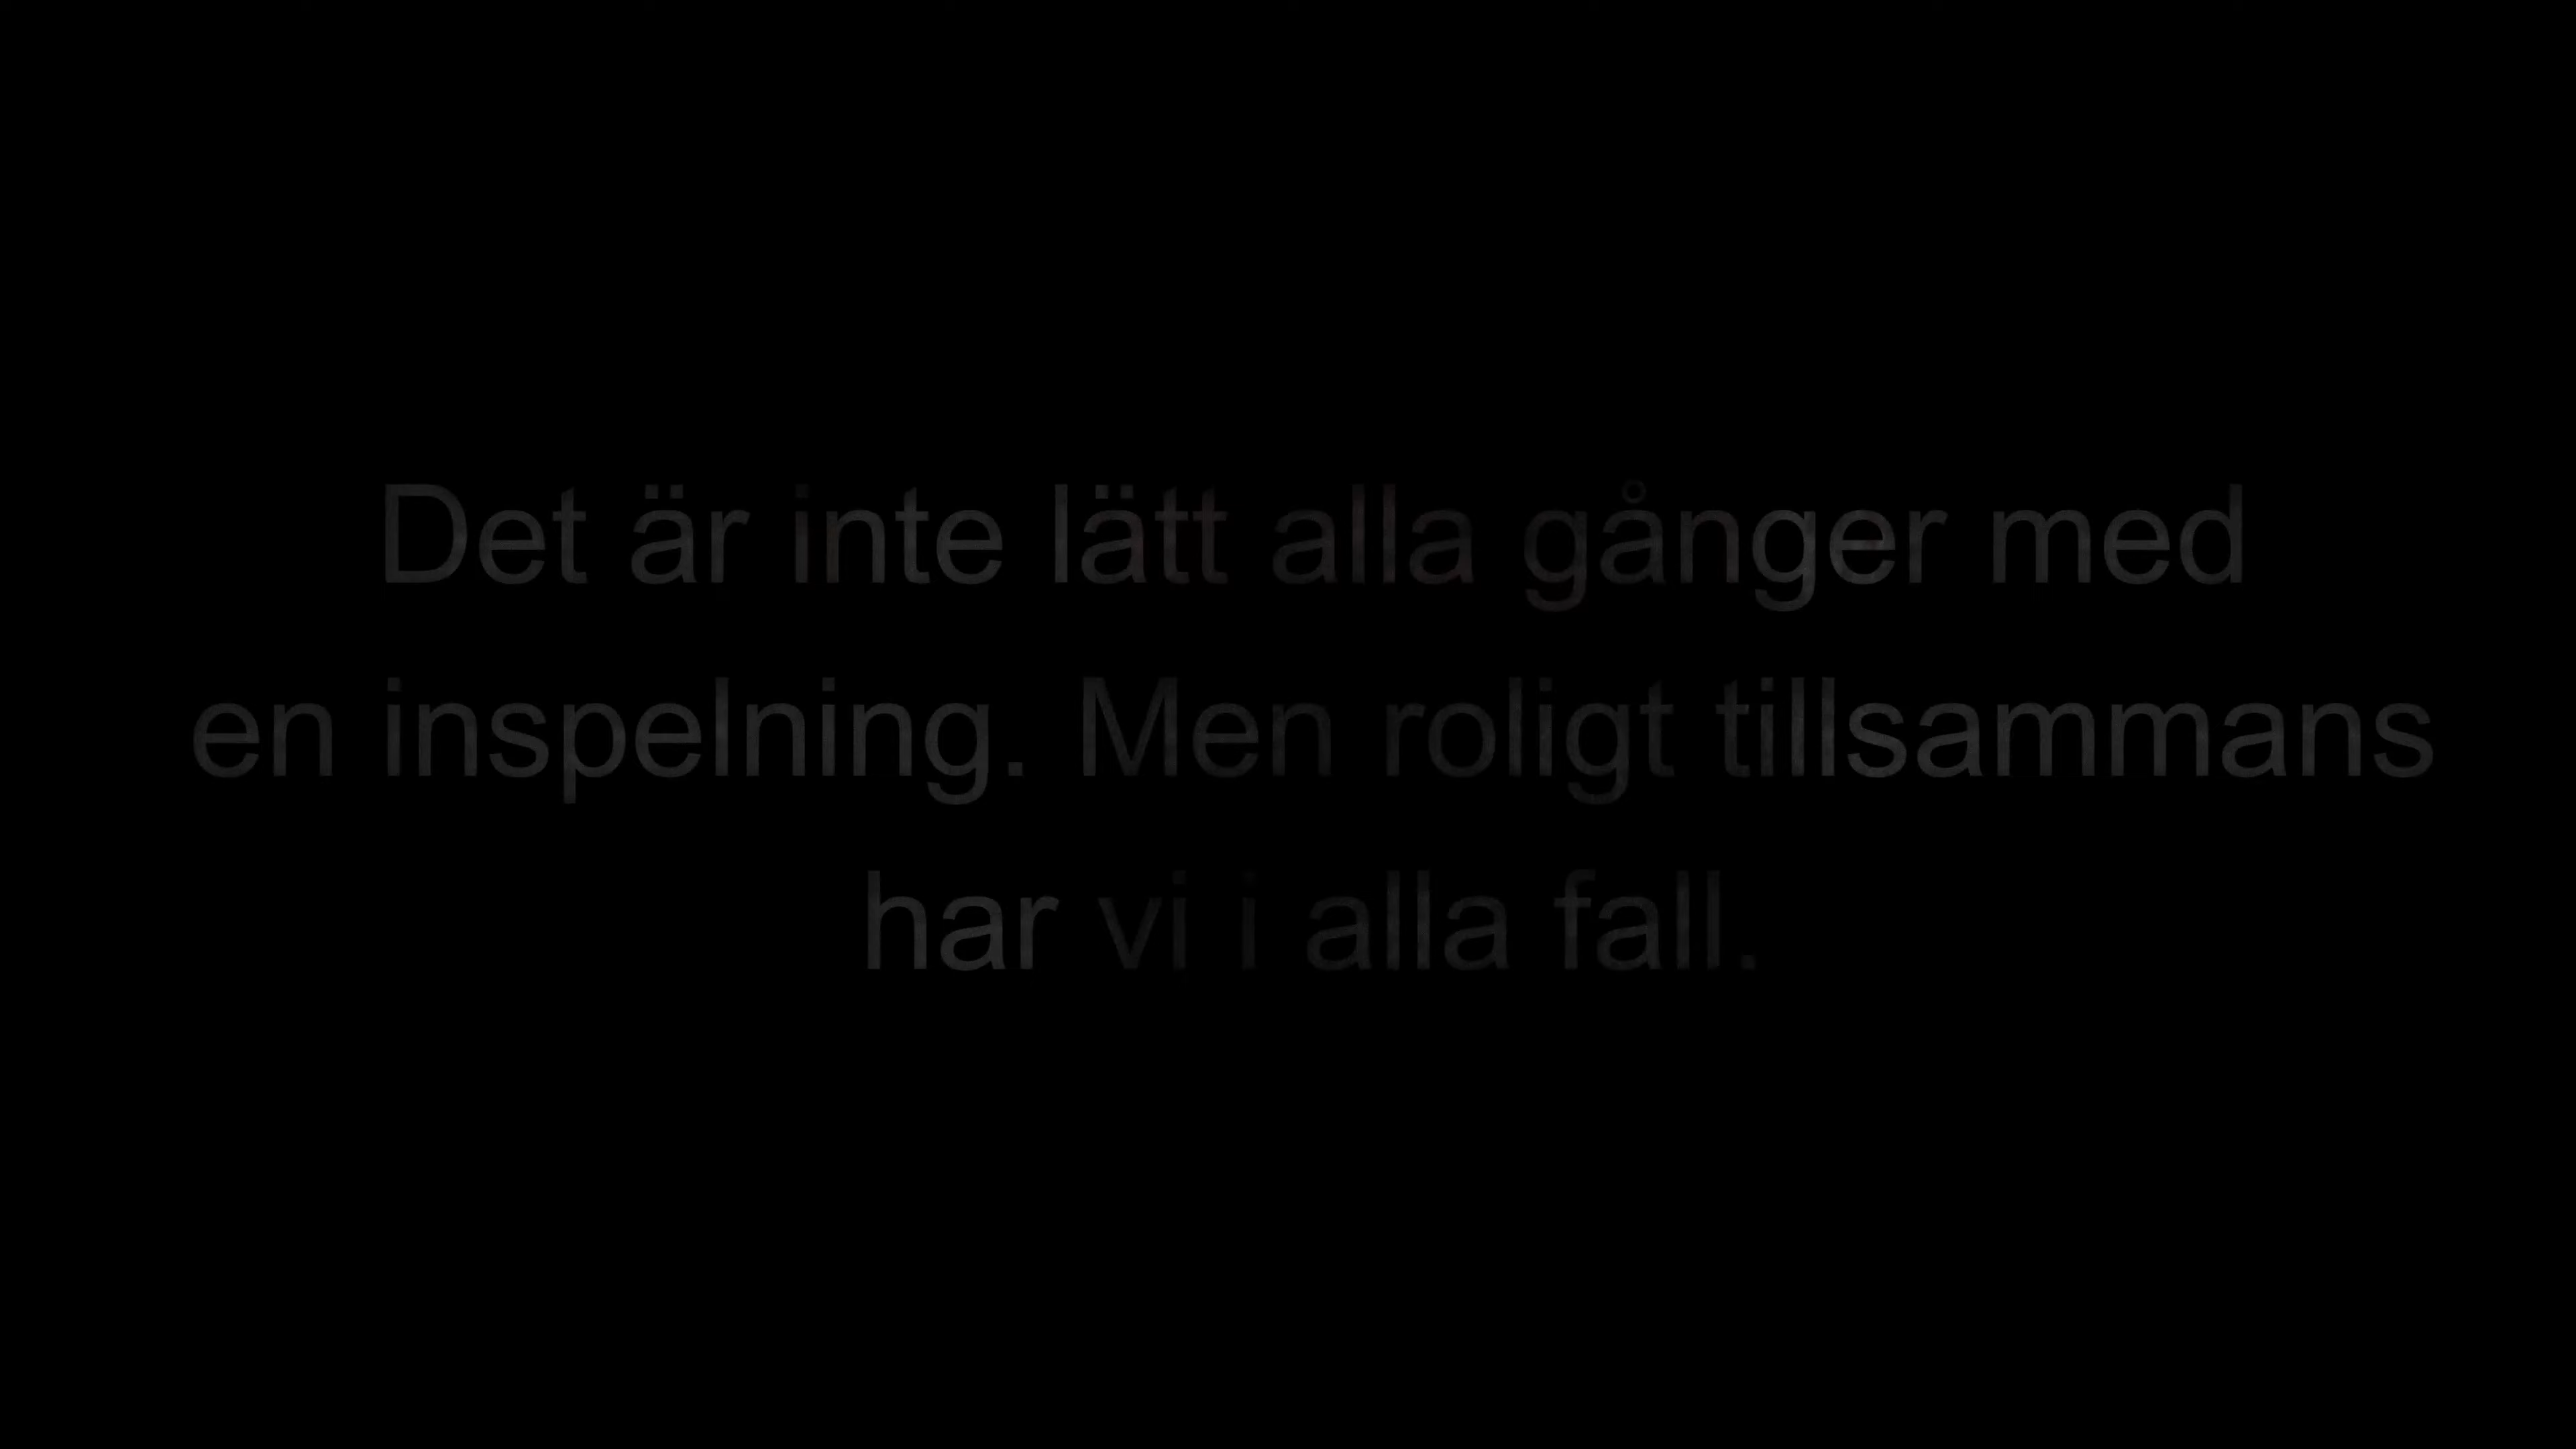 Det är inte lätt alla gånger med
en inspelning. Men roligt tillsammans
har vi i alla fall.